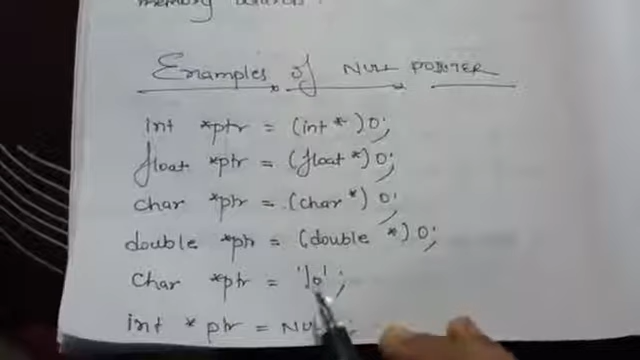 memory
Examples of NULL POINTER
int *ptr = (int *) 0;
float *ptr = (float *) 0;
char *ptr = (char *) 0;
double *ptr = (double *) 0;
char *ptr = '\0';
int * ptr =